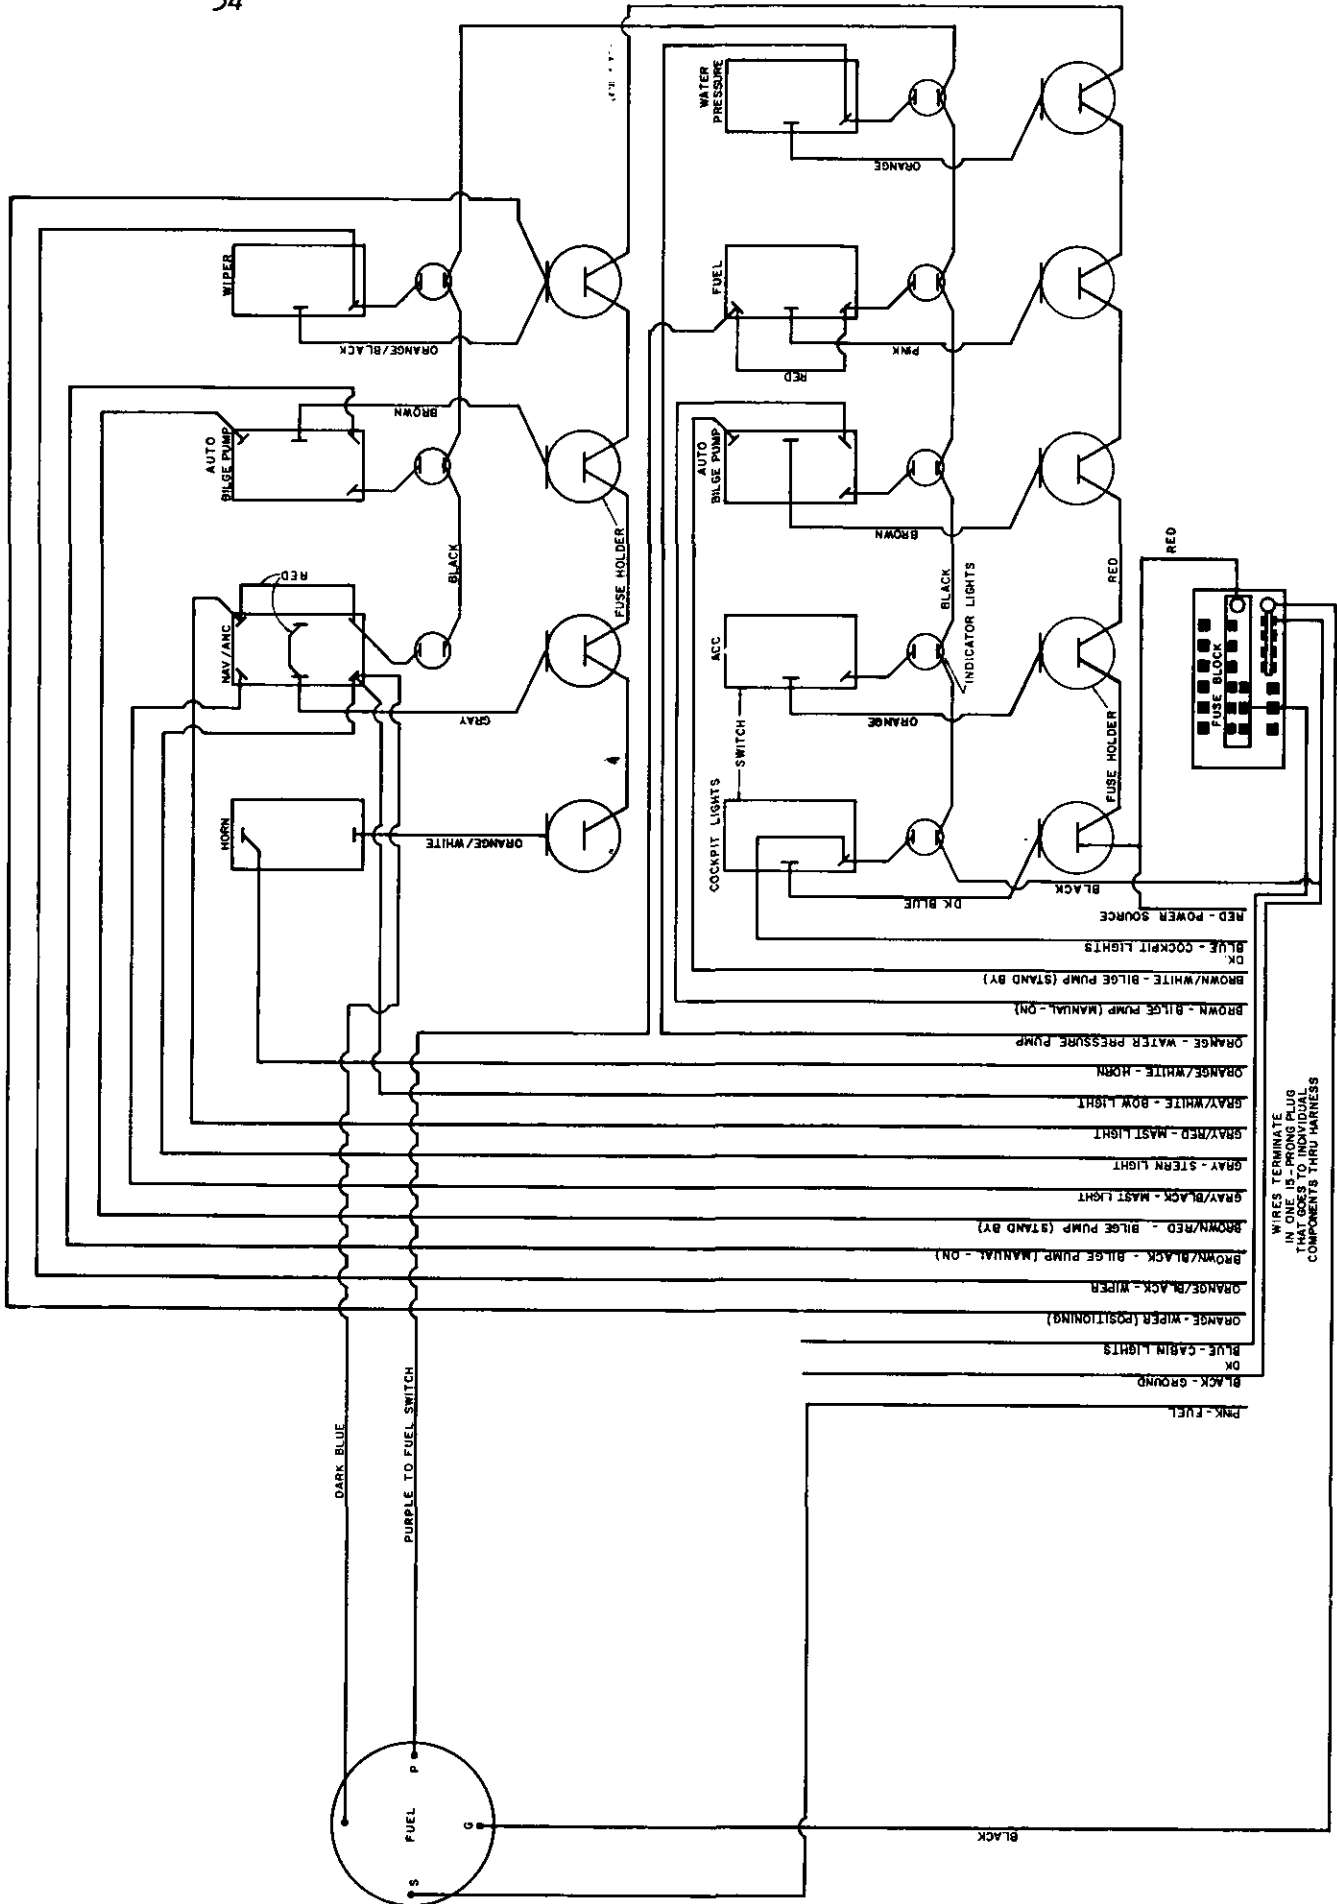 34
WATER
PRESSURE
ORANGE
WIPER
ORANGE/BLACK
FUEL
PINK
RED
AUTO
BILGE PUMP
BROWN
AUTO
BILGE PUMP
BROWN
NAV/ANC
RED
BLACK
FUSE HOLDER
GRAY
ACC
BLACK
INDICATOR LIGHTS
RED
RED
ORANGE
SWITCH
FUSE HOLDER
FUSE BLOCK
HORN
ORANGE/WHITE
COCKPIT LIGHTS
DK BLUE
BLACK
RED - POWER SOURCE
BLUE - COCKPIT LIGHTS
DK.
BROWN/WHITE - BILGE PUMP (STAND BY)
BROWN - BILGE PUMP (MANUAL - ON)
ORANGE - WATER PRESSURE PUMP
ORANGE/WHITE - HORN
GRAY/WHITE - BOW LIGHT
GRAY/RED - MAST LIGHT
GRAY - STERN LIGHT
GRAY/BLACK - MAST LIGHT
BROWN/RED - BILGE PUMP (STAND BY)
BROWN/BLACK - BILGE PUMP (MANUAL - ON)
ORANGE/BLACK - WIPER
ORANGE - WIPER (POSITIONING)
BLUE - CABIN LIGHTS
DK
BLACK - GROUND
PINK - FUEL
WIRES TERMINATE
IN ONE 15 - PRONG PLUG
THAT GOES TO INDIVIDUAL
COMPONENTS THRU HARNESS
DARK BLUE
PURPLE TO FUEL SWITCH
P
FUEL
G
S
BLACK